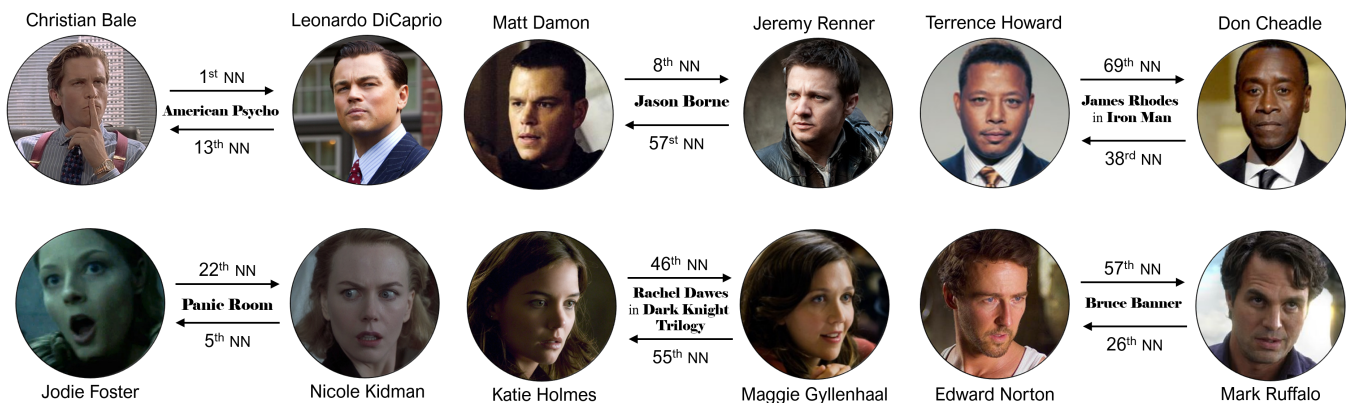 Christian Bale
Leonardo DiCaprio
Matt Damon
Jeremy Renner
Terrence Howard
Don Cheadle
1st NN
American Psycho
13th NN
8th NN
Jason Borne
57st NN
69th NN
James Rhodes
in Iron Man
38rd NN
22th NN
Panic Room
5th NN
46th NN
Rachel Dawes
in Dark Knight
Trilogy
55th NN
57th NN
Bruce Banner
26th NN
Jodie Foster
Nicole Kidman
Katie Holmes
Maggie Gyllenhaal
Edward Norton
Mark Ruffalo